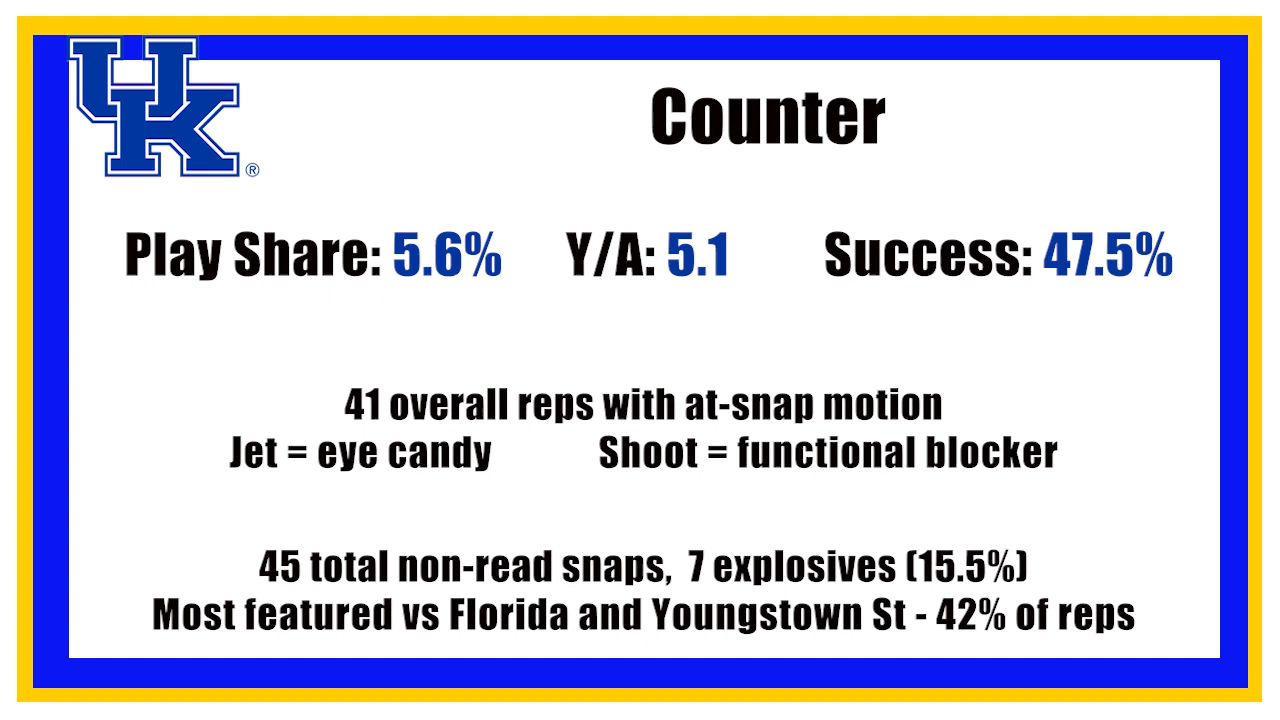 UK®
Counter
Play Share: 5.6% Y/A: 5.1 Success: 47.5%
41 overall reps with at-snap motion
Jet = eye candy Shoot = functional blocker
45 total non-read snaps, 7 explosives (15.5%)
Most featured vs Florida and Youngstown St - 42% of reps